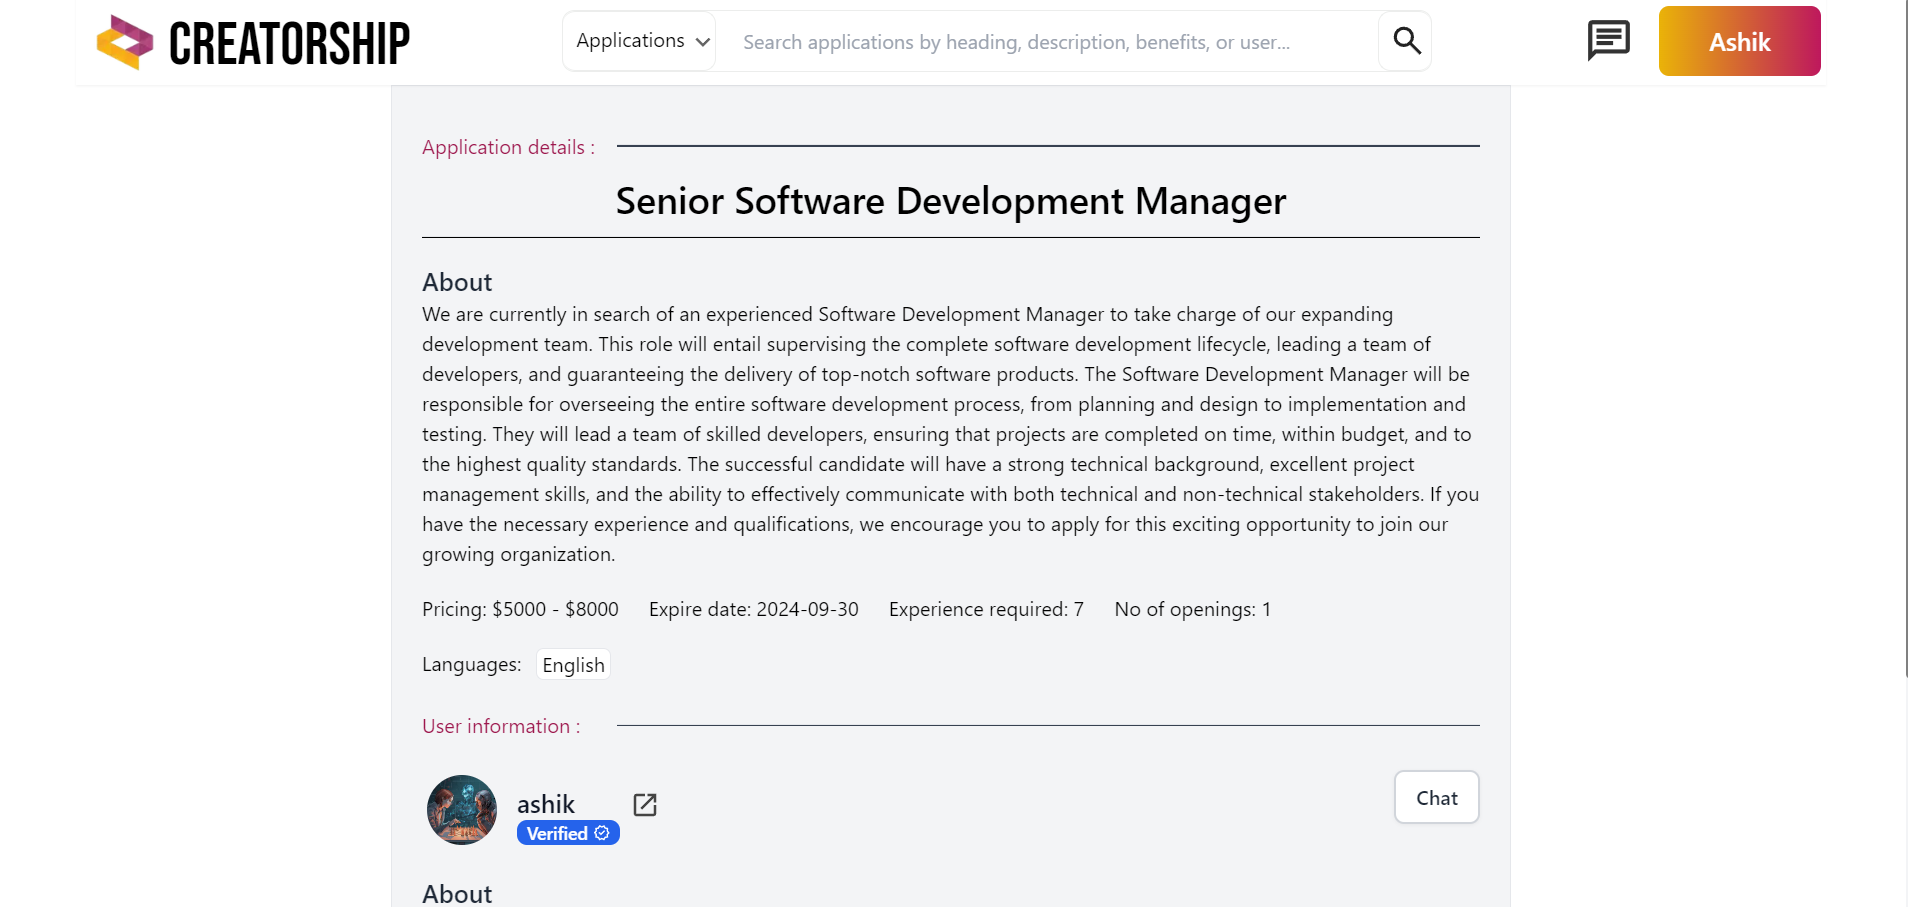 CREATORSHIP
Applications
Search applications by heading, description, benefits, or user...
Ashik
Application details :
Senior Software Development Manager
About
We are currently in search of an experienced Software Development Manager to take charge of our expanding
development team. This role will entail supervising the complete software development lifecycle, leading a team of
developers, and guaranteeing the delivery of top-notch software products. The Software Development Manager will be
responsible for overseeing the entire software development process, from planning and design to implementation and
testing. They will lead a team of skilled developers, ensuring that projects are completed on time, within budget, and to
the highest quality standards. The successful candidate will have a strong technical background, excellent project
management skills, and the ability to effectively communicate with both technical and non-technical stakeholders. If you
have the necessary experience and qualifications, we encourage you to apply for this exciting opportunity to join our
growing organization.
Pricing: $5000 - $8000 Expire date: 2024-09-30 Experience required: 7 No of openings: 1
Languages: English
User information :
ashik
Verified
Chat
About